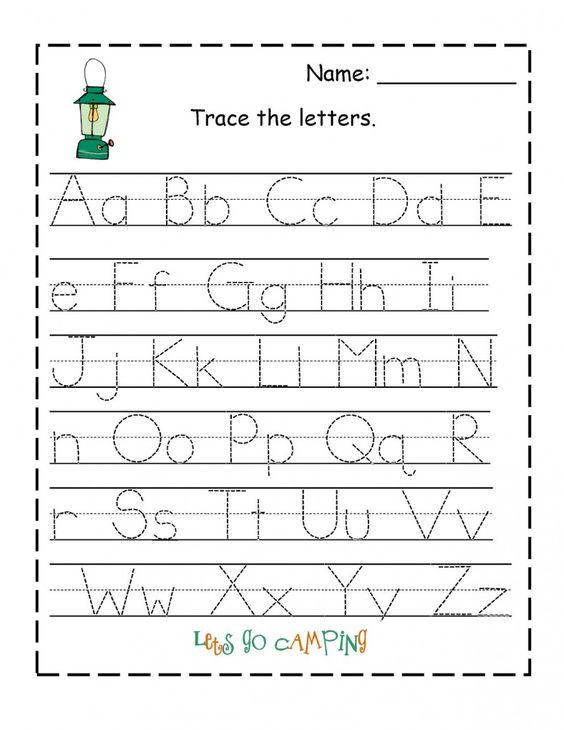 Name: ______________
Trace the letters.
Aa Bb Cc Dd E
e Ff Gg Hh Ii
Jj Kk Ll Mm N
n Oo Pp Qq R
r Ss Tt Uu Vv
Ww Xx Yy Zz
Lets go cAMPiNg